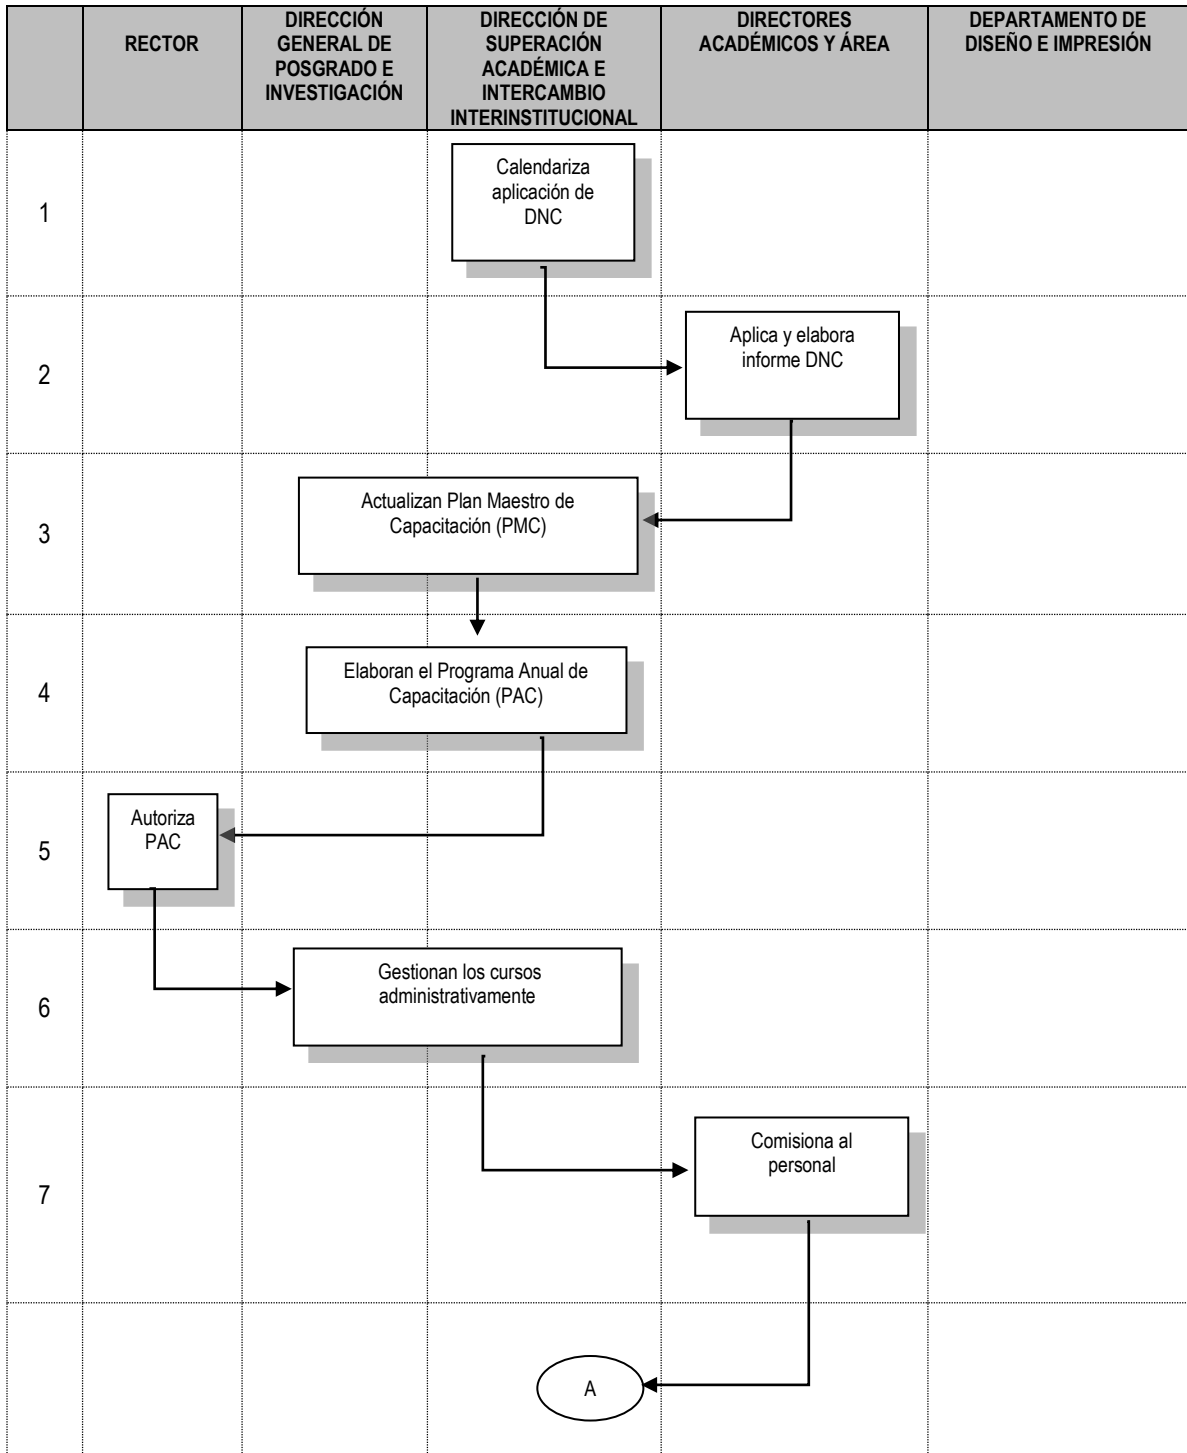 RECTOR
DIRECCIÓN
GENERAL DE
POSGRADO E
INVESTIGACIÓN
DIRECCIÓN DE
SUPERACIÓN
ACADÉMICA E
INTERCAMBIO
INTERINSTITUCIONAL
DIRECTORES
ACADÉMICOS Y ÁREA
DEPARTAMENTO DE
DISEÑO E IMPRESIÓN
1
Calendariza
aplicación de
DNC
2
Aplica y elabora
informe DNC
3
Actualizan Plan Maestro de
Capacitación (PMC)
4
Elaboran el Programa Anual de
Capacitación (PAC)
5
Autoriza
PAC
6
Gestionan los cursos
administrativamente
7
Comisiona al
personal
A